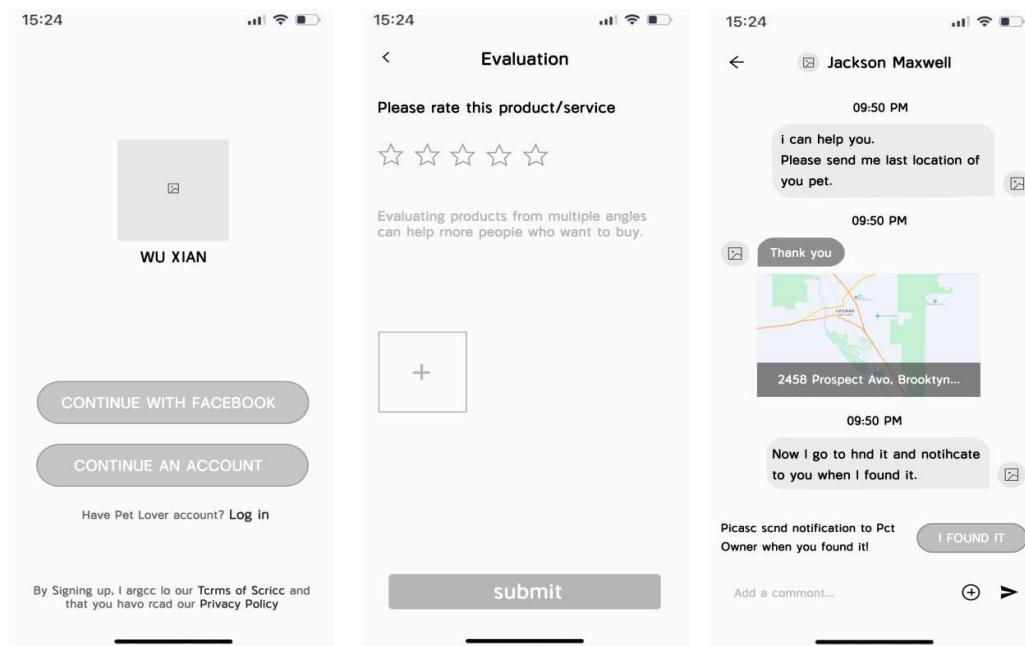 15:24
WU XIAN
CONTINUE WITH FACEBOOK
CONTINUE AN ACCOUNT
Have Pet Lover account? Log in
By Signing up, I argcc lo our Tcrms of Scricc and
that you havo rcad our Privacy Policy
15:24
Evaluation
Please rate this product/service
Evaluating products from multiple angles
can help rnore peopie who want to buy.
+
submit
15:24
Jackson Maxwell
09:50 PM
i can help you.
Please send me last location of
you pet.
09:50 PM
Thank you
2458 Prospect Avo, Brooktyn...
09:50 PM
Now I go to hnd it and notihcate
to you when I found it.
Picasc scnd notification to Pct
Owner when you found it!
I FOUND IT
Add a commont...